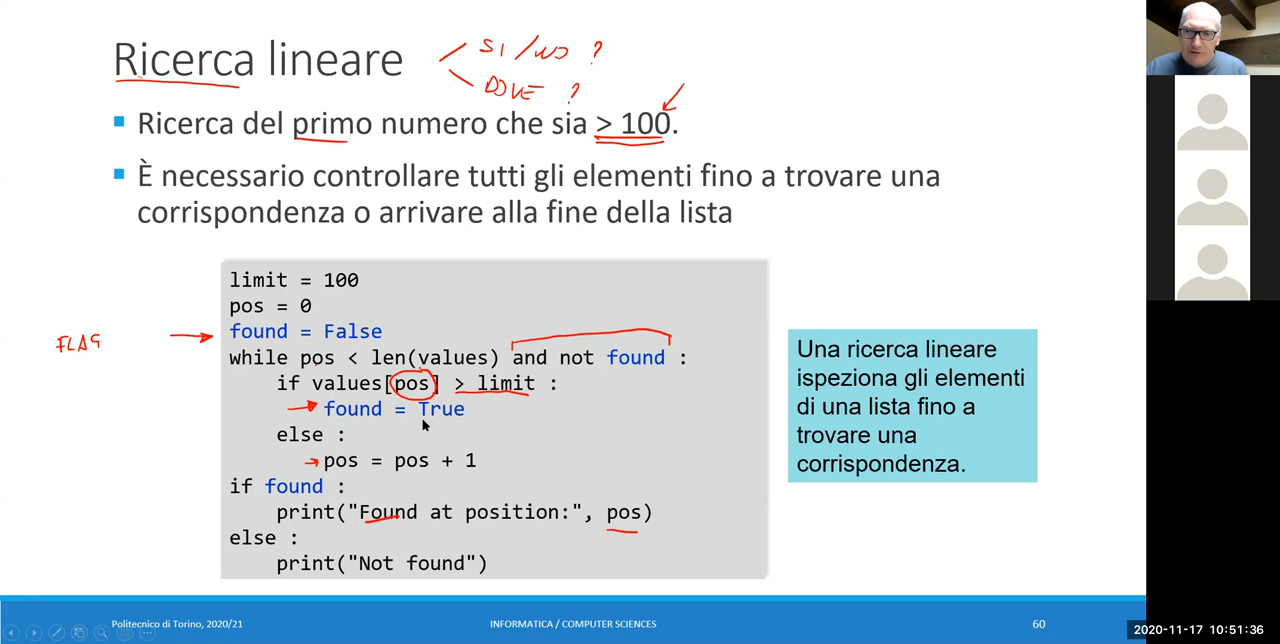 Ricerca lineare
SI/NO ?
DOVE ?
Ricerca del primo numero che sia > 100.
È necessario controllare tutti gli elementi fino a trovare una
corrispondenza o arrivare alla fine della lista
limit = 100
pos = 0
FLAG
found = False
while pos < len(values) and not found :
if values[pos] > limit :
found = True
else :
pos = pos + 1
if found :
print("Found at position:", pos)
else :
print("Not found")
Una ricerca lineare
ispeziona gli elementi
di una lista fino a
trovare una
corrispondenza.
Politecnico di Torino, 2020/21
INFORMATICA / COMPUTER SCIENCES
60
2020-11-17 10:51:36